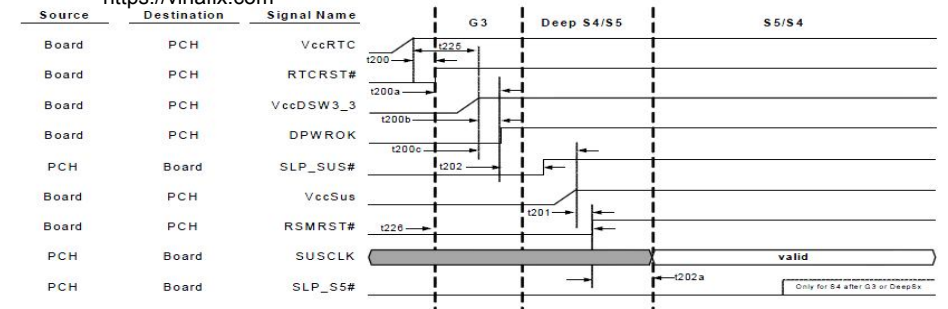 https://vinafix.com
Source Destination Signal Name G3 Deep S4/S5 S5/S4
Board PCH VccRTC t225
t200
Board PCH RTCRST#
t200a
Board PCH VccDSW3_3
t200b
Board PCH DPWROK
t200c
PCH Board SLP_SUS# t202
Board PCH VccSus
t201
Board PCH RSMRST# t226
PCH Board SUSCLK valid
t202a
PCH Board SLP_S5# Only for S4 after G3 or DeepSx